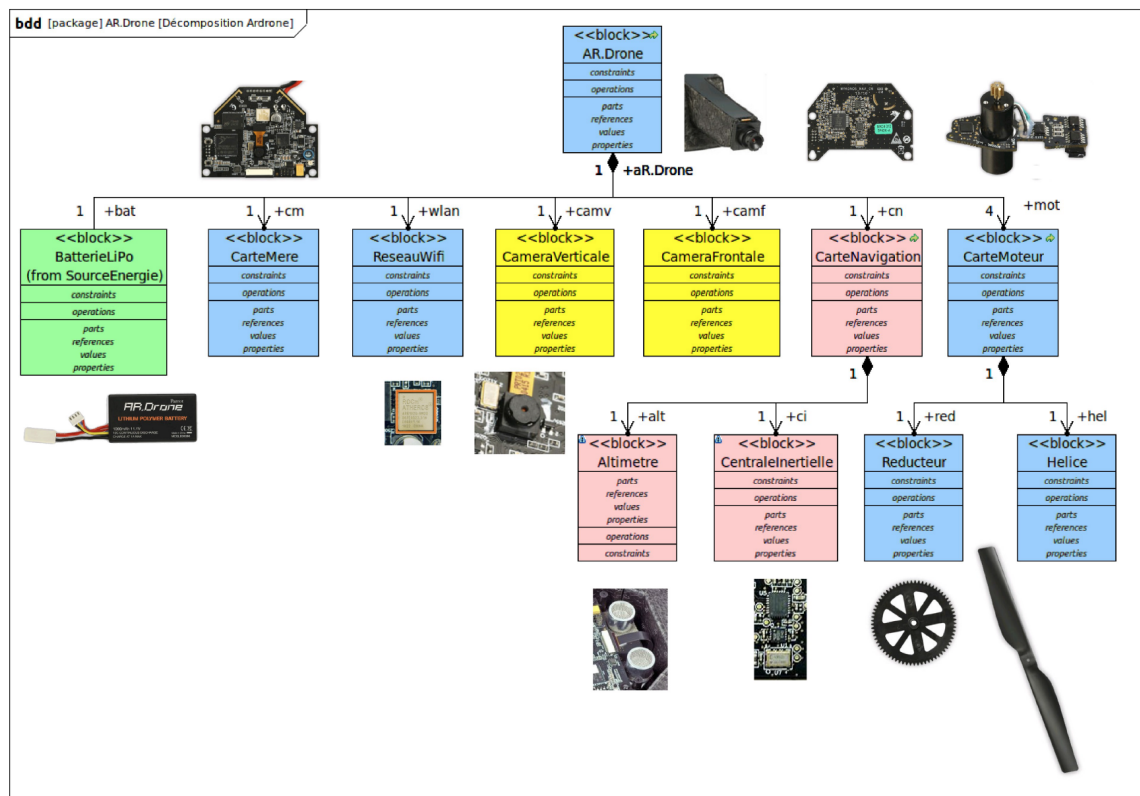 bdd [package] AR.Drone [Décomposition Ardrone]
<<block>>
AR.Drone
constraints
operations
parts
references
values
properties
1 +aR.Drone
1 +bat
1 +cm
1 +wlan
1 +camv
1 +camf
1 +cn
4 +mot
<<block>>
BatterieLiPo
(from SourceEnergie)
constraints
operations
parts
references
values
properties
<<block>>
CarteMere
constraints
operations
parts
references
values
properties
<<block>>
ReseauWifi
constraints
operations
parts
references
values
properties
<<block>>
CameraVerticale
constraints
operations
parts
references
values
properties
<<block>>
CameraFrontale
constraints
operations
parts
references
values
properties
<<block>>
CarteNavigation
constraints
operations
parts
references
values
properties
1
<<block>>
CarteMoteur
constraints
operations
parts
references
values
properties
1
AR.Drone
LITHIUM POLYMER BATTERY
1 +alt
1 +ci
1 +red
1 +hel
<<block>>
Altimetre
parts
references
values
properties
operations
constraints
<<block>>
CentraleInertielle
constraints
operations
parts
references
values
properties
<<block>>
Reducteur
constraints
operations
parts
references
values
properties
<<block>>
Helice
constraints
operations
parts
references
values
properties